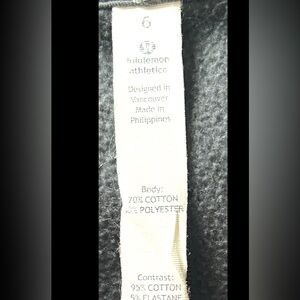 6
lululemon
athletica
Designed in
Vancouver
Made in
Philippines
Body:
70% COTTON
POLYESTER
Contrast:
95% COTTON
5% ELASTANE